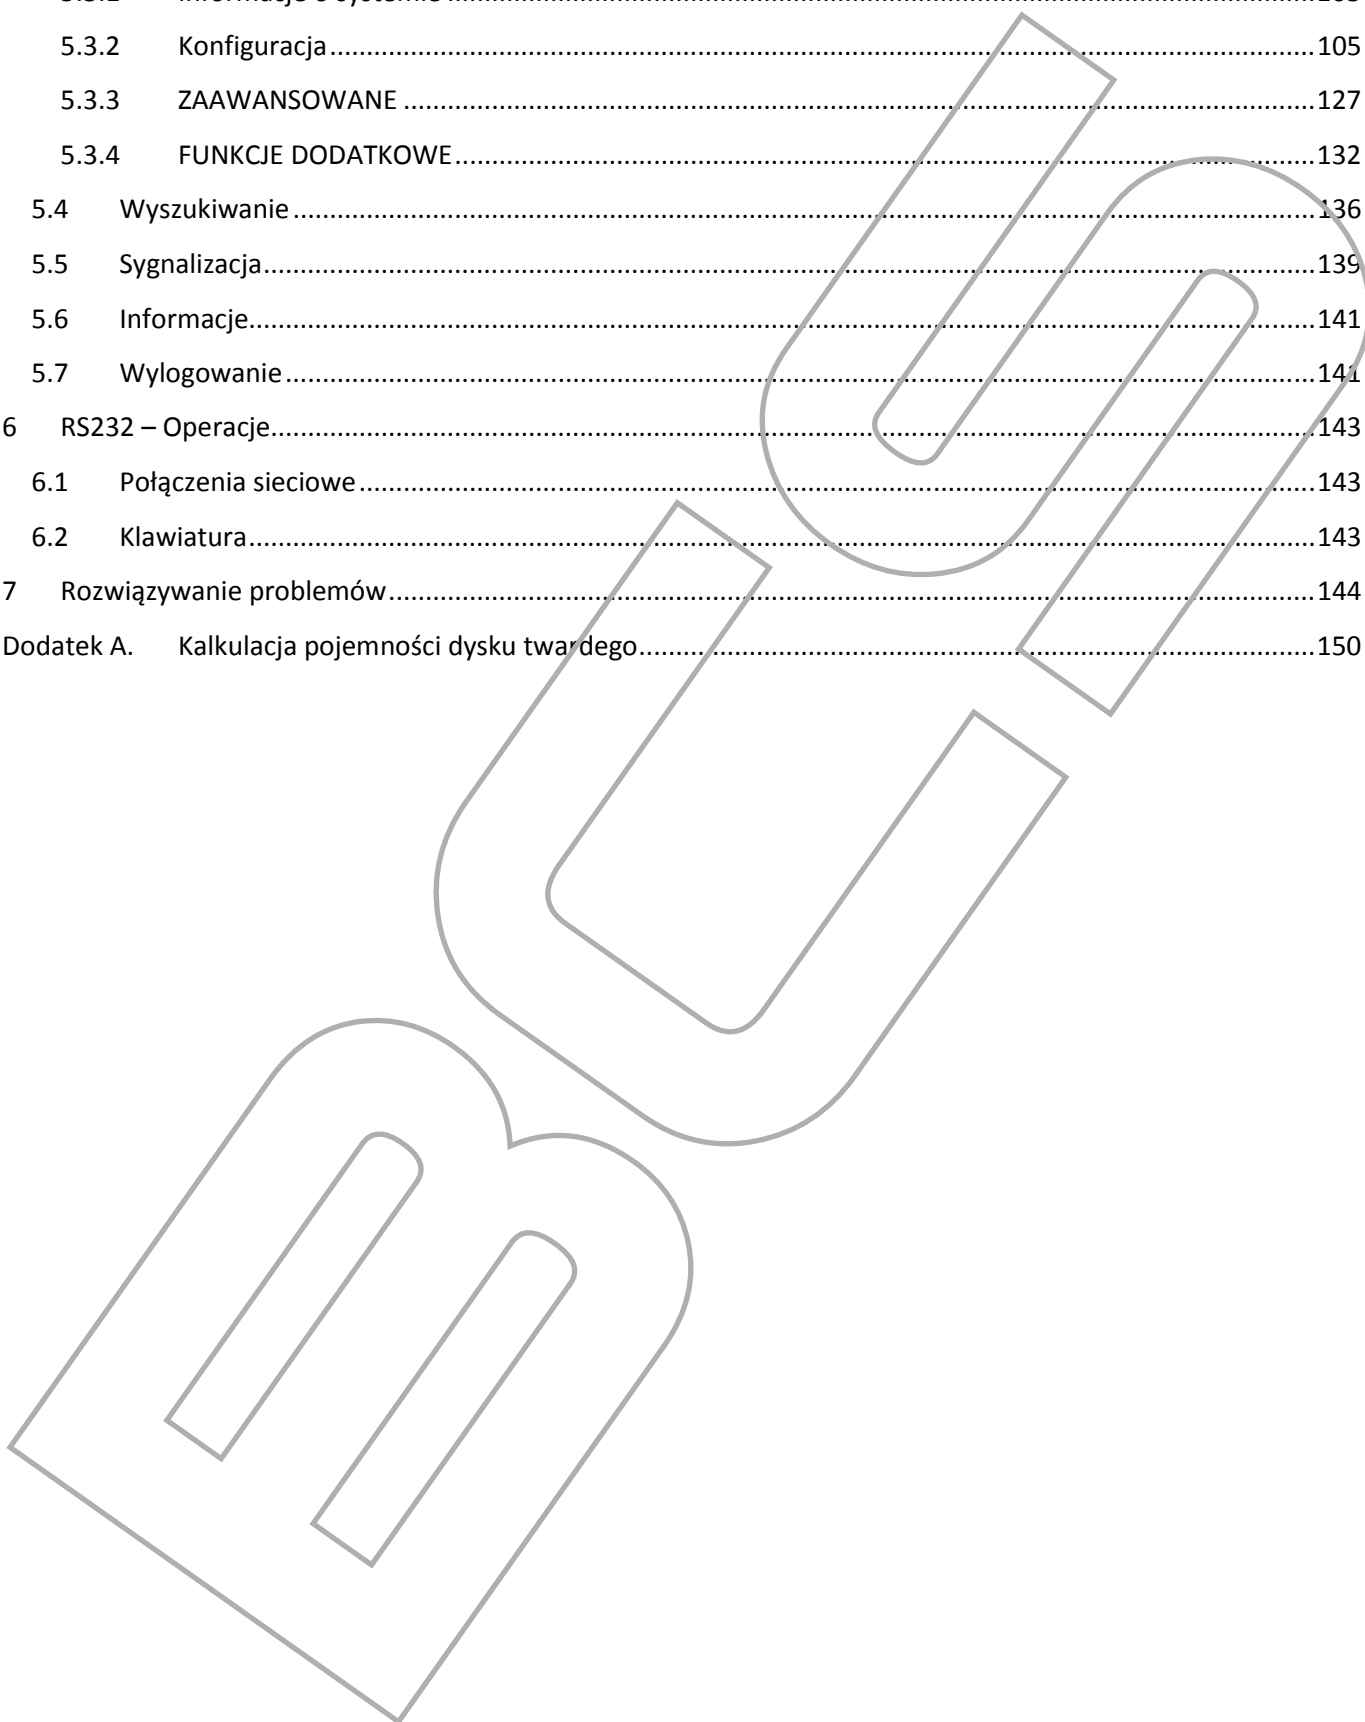 5.3.2 Konfiguracja 105
5.3.3 ZAAWANSOWANE 127
5.3.4 FUNKCJE DODATKOWE 132
5.4 Wyszukiwanie 136
5.5 Sygnalizacja 139
5.6 Informacje 141
5.7 Wylogowanie 141
6 RS232 – Operacje 143
6.1 Połączenia sieciowe 143
6.2 Klawiatura 143
7 Rozwiązywanie problemów 144
Dodatek A. Kalkulacja pojemności dysku twardego 150
BCS